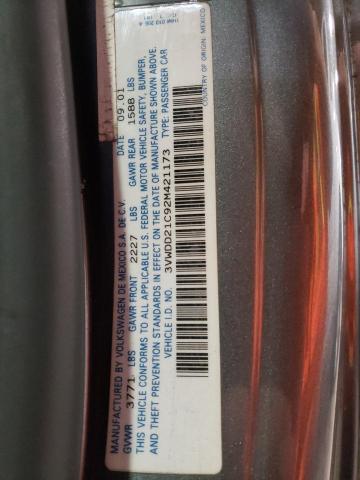 MANUFACTURED BY VOLKSWAGEN DE MEXICO S.A. DE C.V. DATE 09.01
GVWR 3771 LBS GAWR FRONT 2227 LBS GAWR REAR 1588 LBS
THIS VEHICLE CONFORMS TO ALL APPLICABLE U.S. FEDERAL MOTOR VEHICLE SAFETY, BUMPER,
AND THEFT PREVENTION STANDARDS IN EFFECT ON THE DATE OF MANUFACTURE SHOWN ABOVE.
VEHICLE I.D. NO.: 3VWDD21C92M421173 TYPE: PASSENGER CAR
COUNTRY OF ORIGIN: MEXICO